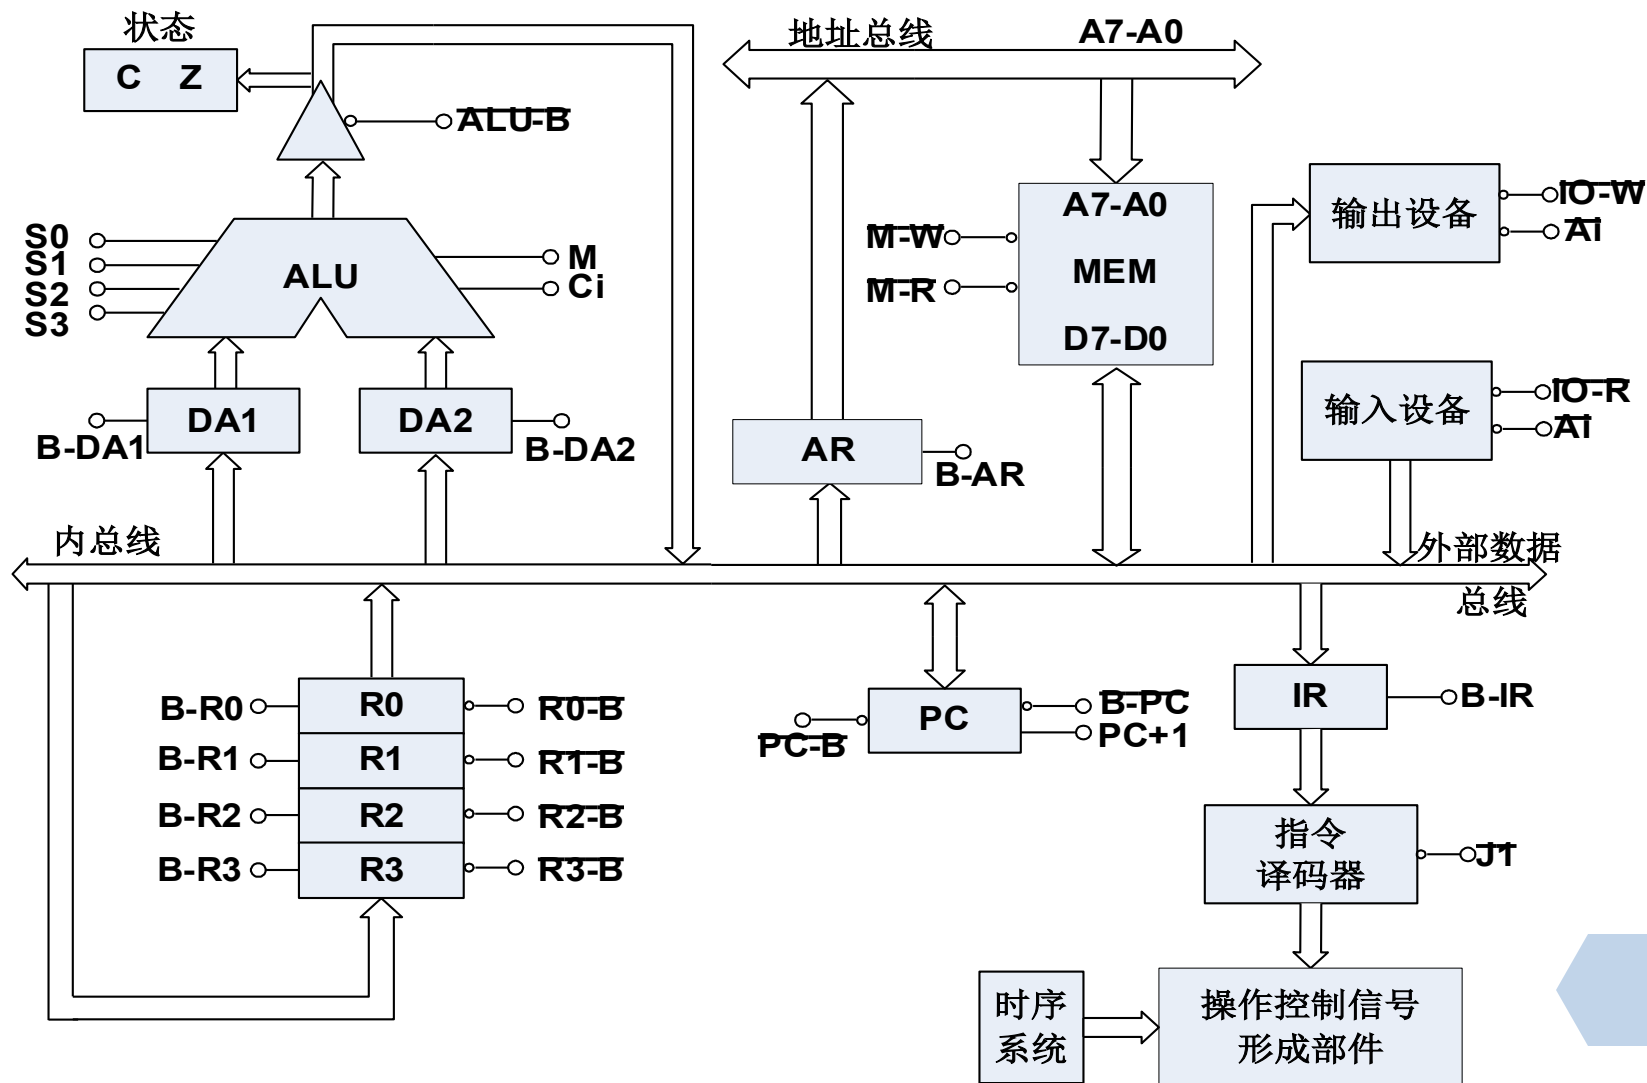 状态
C Z
ALU-B
S0
S1
S2
S3
ALU
M
Ci
DA1
B-DA1
DA2
B-DA2
地址总线 A7-A0
A7-A0
MEM
D7-D0
M-W
M-R
AR
B-AR
输出设备
IO-W
AI
输入设备
IO-R
AI
内总线
外部数据
总线
B-R0 R0 R0-B
B-R1 R1 R1-B
B-R2 R2 R2-B
B-R3 R3 R3-B
PC-B
PC
B-PC
PC+1
IR
B-IR
指令
译码器
J1
时序
系统
操作控制信号
形成部件